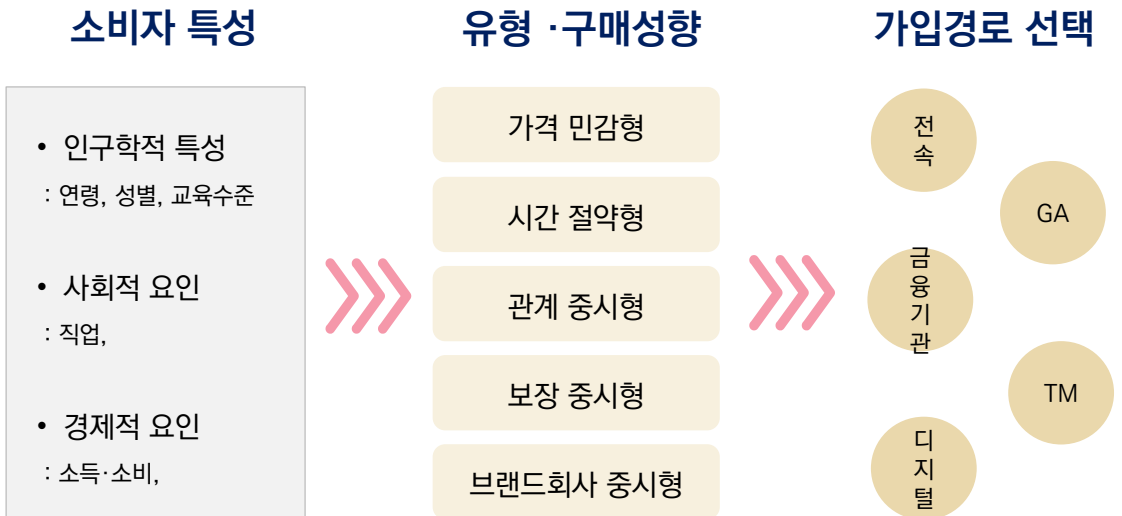 소비자 특성
• 인구학적 특성
: 연령, 성별, 교육수준
• 사회적 요인
: 직업,
• 경제적 요인
: 소득·소비,
유형 ·구매성향
가격 민감형
시간 절약형
관계 중시형
보장 중시형
브랜드회사 중시형
가입경로 선택
전속
GA
금융기관
TM
디지털